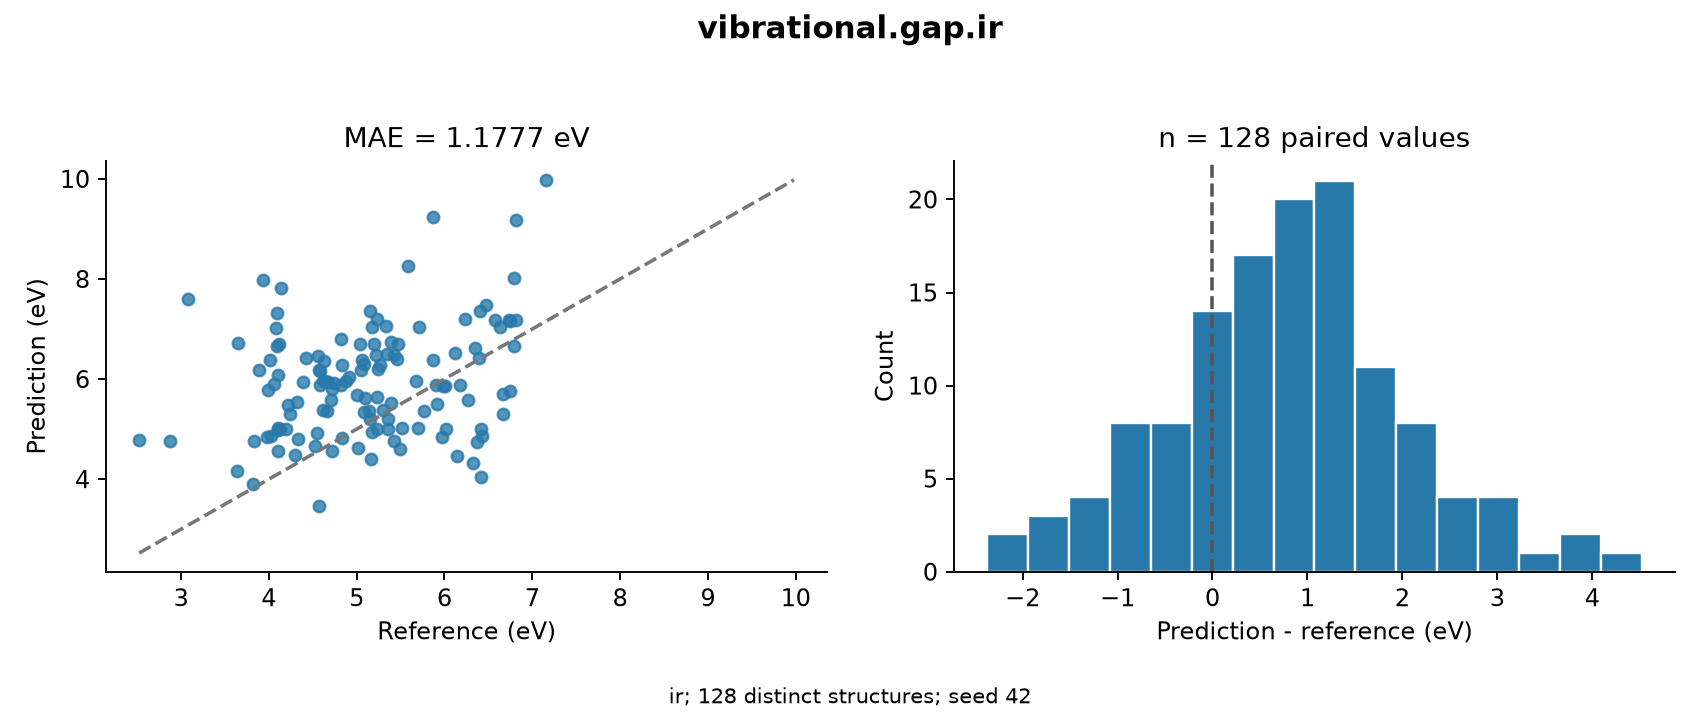 vibrational.gap.ir
MAE = 1.1777 eV
10
8
6
4
Prediction (eV)
3 4 5 6 7 8 9 10
Reference (eV)
n = 128 paired values
20
15
10
5
0
Count
−2 −1 0 1 2 3 4
Prediction - reference (eV)
ir; 128 distinct structures; seed 42